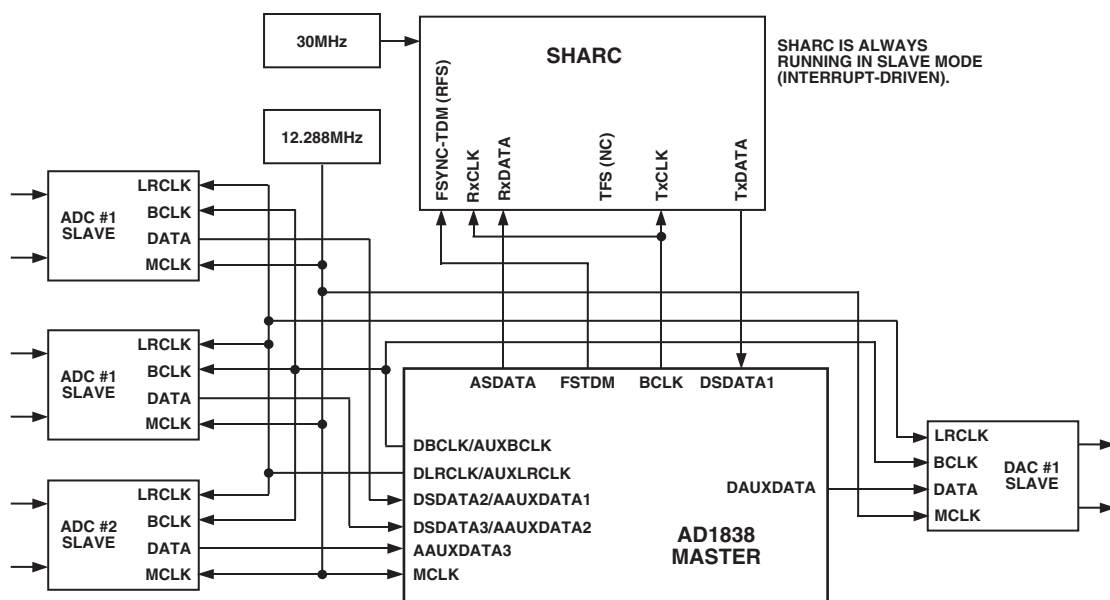 30MHz
SHARC
SHARC IS ALWAYS
RUNNING IN SLAVE MODE
(INTERRUPT-DRIVEN).
12.288MHz
FSYNC-TDM (RFS)
RxCLK
RxDATA
TFS (NC)
TxCLK
TxDATA
ADC #1
SLAVE
LRCLK
BCLK
DATA
MCLK
ADC #1
SLAVE
LRCLK
BCLK
DATA
MCLK
ADC #2
SLAVE
LRCLK
BCLK
DATA
MCLK
ASDATA
FSTDM
BCLK
DSDATA1
DBCLK/AUXBCLK
DLRCLK/AUXLRCLK
DSDATA2/AAUXDATA1
DSDATA3/AAUXDATA2
AAUXDATA3
MCLK
DAUXDATA
AD1838
MASTER
LRCLK
BCLK
DATA
MCLK
DAC #1
SLAVE